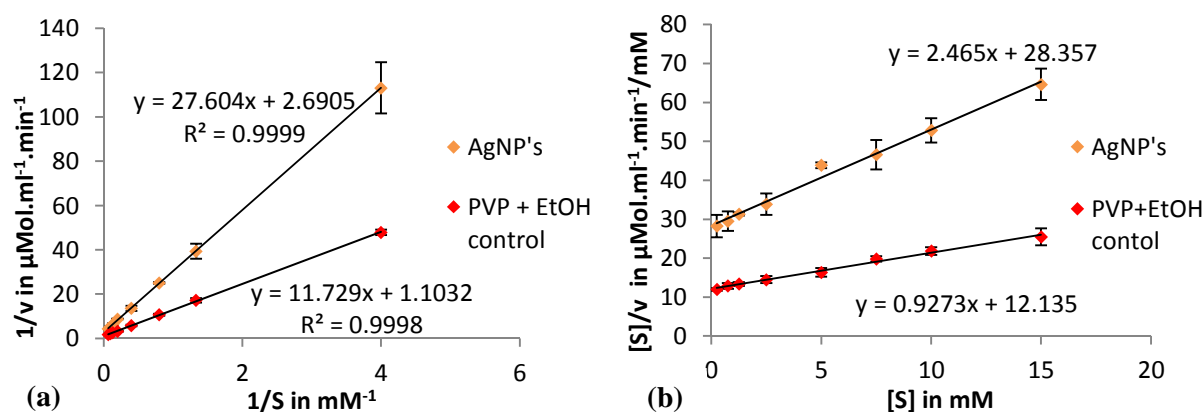 140
120
100
80
60
40
20
0
1/v in µMol.ml⁻¹.min⁻¹
y = 27.604x + 2.6905
R² = 0.9999
y = 11.729x + 1.1032
R² = 0.9998
0 2 4 6
1/S in mM⁻¹
AgNP's
PVP + EtOH
control
(a)
80
70
60
50
40
30
20
10
0
[S]/v in µMol.ml⁻¹.min⁻¹/mM
y = 2.465x + 28.357
y = 0.9273x + 12.135
0 5 10 15 20
[S] in mM
AgNP's
PVP+EtOH
contol
(b)